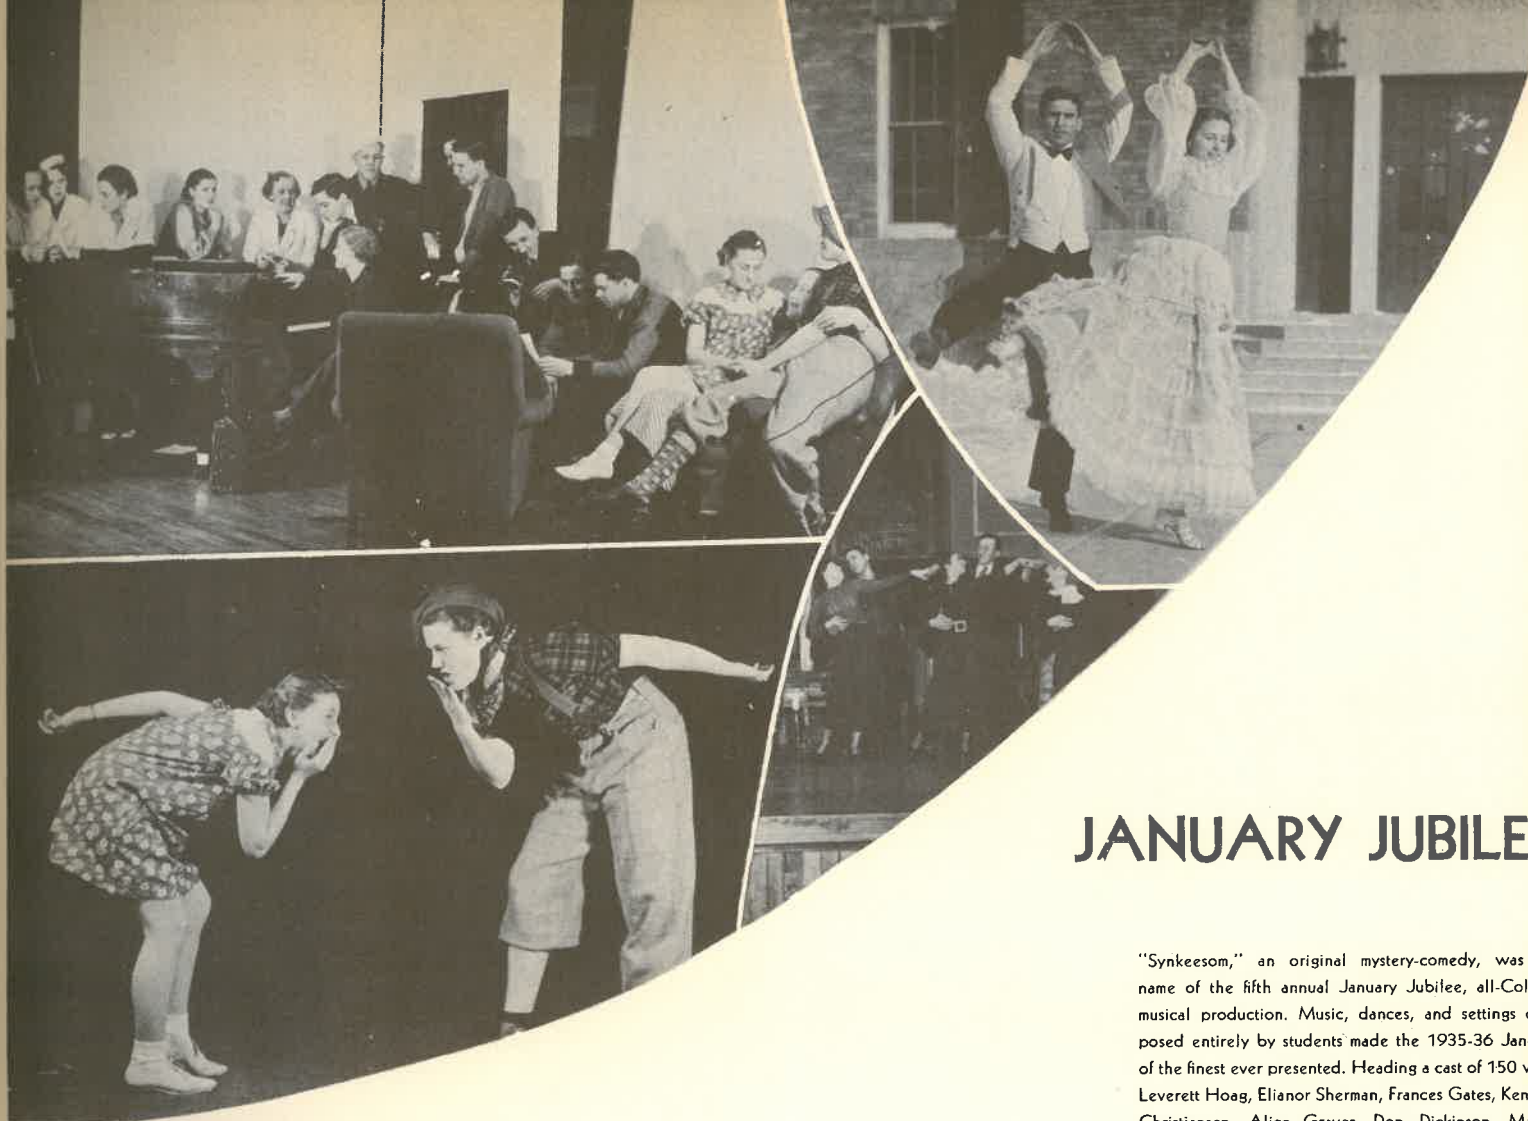 JANUARY JUBILE
"Synkeesom," an original mystery-comedy, was
name of the fifth annual January Jubilee, all-Col
musical production. Music, dances, and settings
posed entirely by students made the 1935-36 Jan
of the finest ever presented. Heading a cast of 150
Leverett Hoag, Elianor Sherman, Frances Gates, Ken
Don Dickinson,